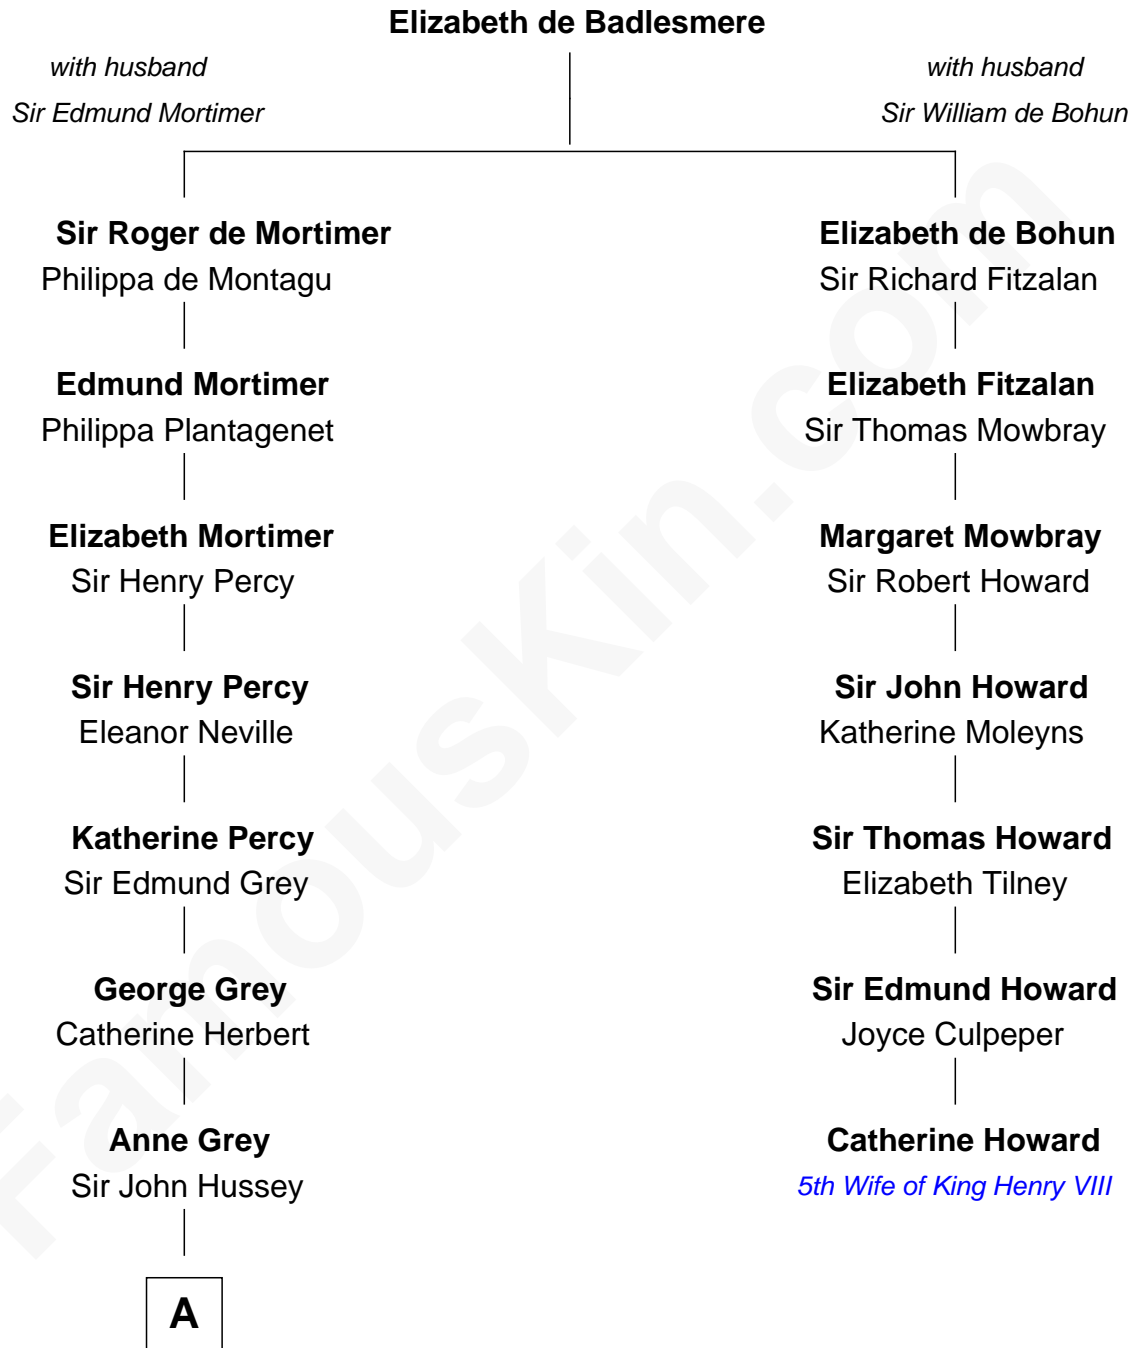 Elizabeth de Badlesmere
with husband
Sir Edmund Mortimer
with husband
Sir William de Bohun
Sir Roger de Mortimer
Philippa de Montagu
Edmund Mortimer
Philippa Plantagenet
Elizabeth Mortimer
Sir Henry Percy
Sir Henry Percy
Eleanor Neville
Katherine Percy
Sir Edmund Grey
George Grey
Catherine Herbert
Anne Grey
Sir John Hussey
A
Elizabeth de Bohun
Sir Richard Fitzalan
Elizabeth Fitzalan
Sir Thomas Mowbray
Margaret Mowbray
Sir Robert Howard
Sir John Howard
Katherine Moleyns
Sir Thomas Howard
Elizabeth Tilney
Sir Edmund Howard
Joyce Culpeper
Catherine Howard
5th Wife of King Henry VIII
FamousKin.com